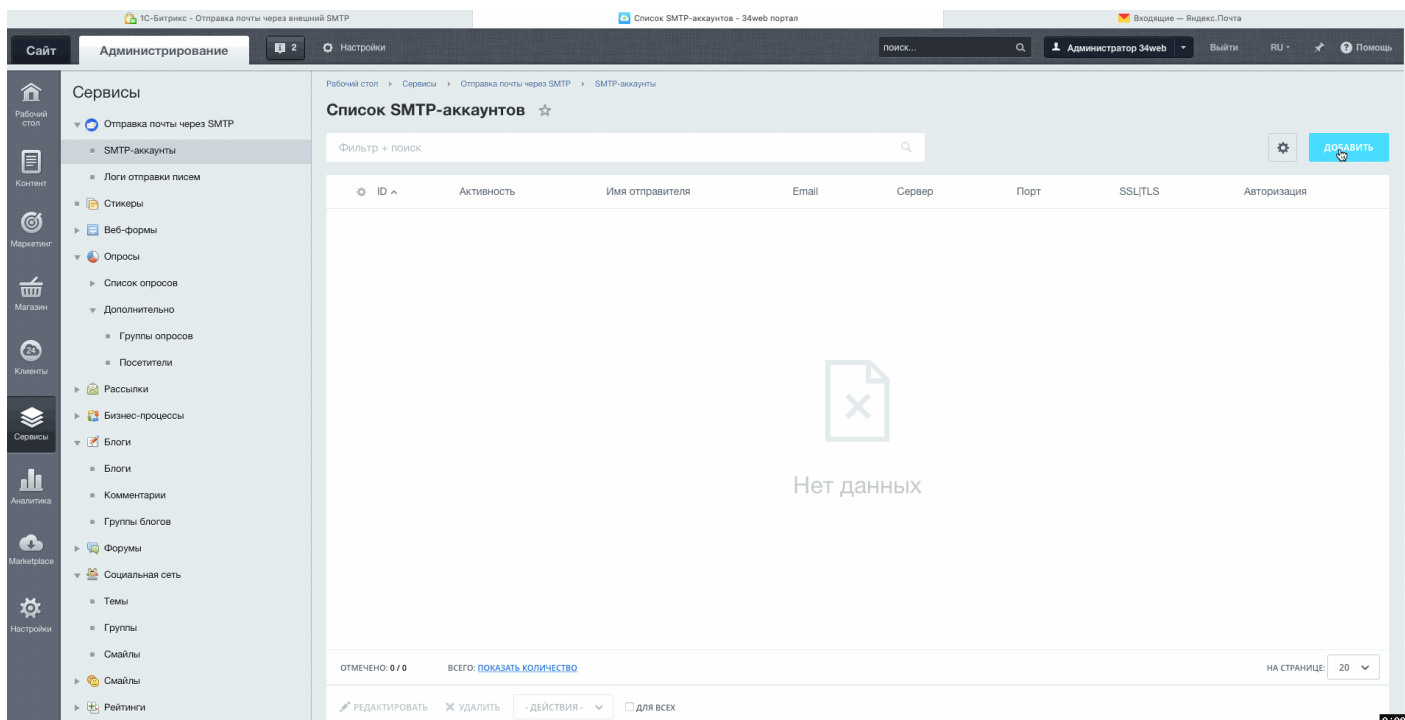 1С-Битрикс - Отправка почты через внешний SMTP
Список SMTP-аккаунтов - 34web портал
Входящие — Яндекс.Почта
Сайт
Администрирование
2
Настройки
поиск...
Администратор 34web
Выйти
RU
Помощь
Рабочий стол
Контент
Маркетинг
Магазин
24
Клиенты
Сервисы
Аналитика
Marketplace
Настройки
Сервисы
Отправка почты через SMTP
SMTP-аккаунты
Логи отправки писем
Стикеры
Веб-формы
Опросы
Список опросов
Дополнительно
Группы опросов
Посетители
Рассылки
Бизнес-процессы
Блоги
Блоги
Комментарии
Группы блогов
Форумы
Социальная сеть
Темы
Группы
Смайлы
Смайлы
Рейтинги
Рабочий стол Сервисы Отправка почты через SMTP SMTP-аккаунты
Список SMTP-аккаунтов
Фильтр + поиск
ДОБАВИТЬ
ID Активность Имя отправителя Email Сервер Порт SSL|TLS Авторизация
Нет данных
ОТМЕЧЕНО: 0 / 0 ВСЕГО: ПОКАЗАТЬ КОЛИЧЕСТВО НА СТРАНИЦЕ: 20
РЕДАКТИРОВАТЬ УДАЛИТЬ - ДЕЙСТВИЯ - ДЛЯ ВСЕХ